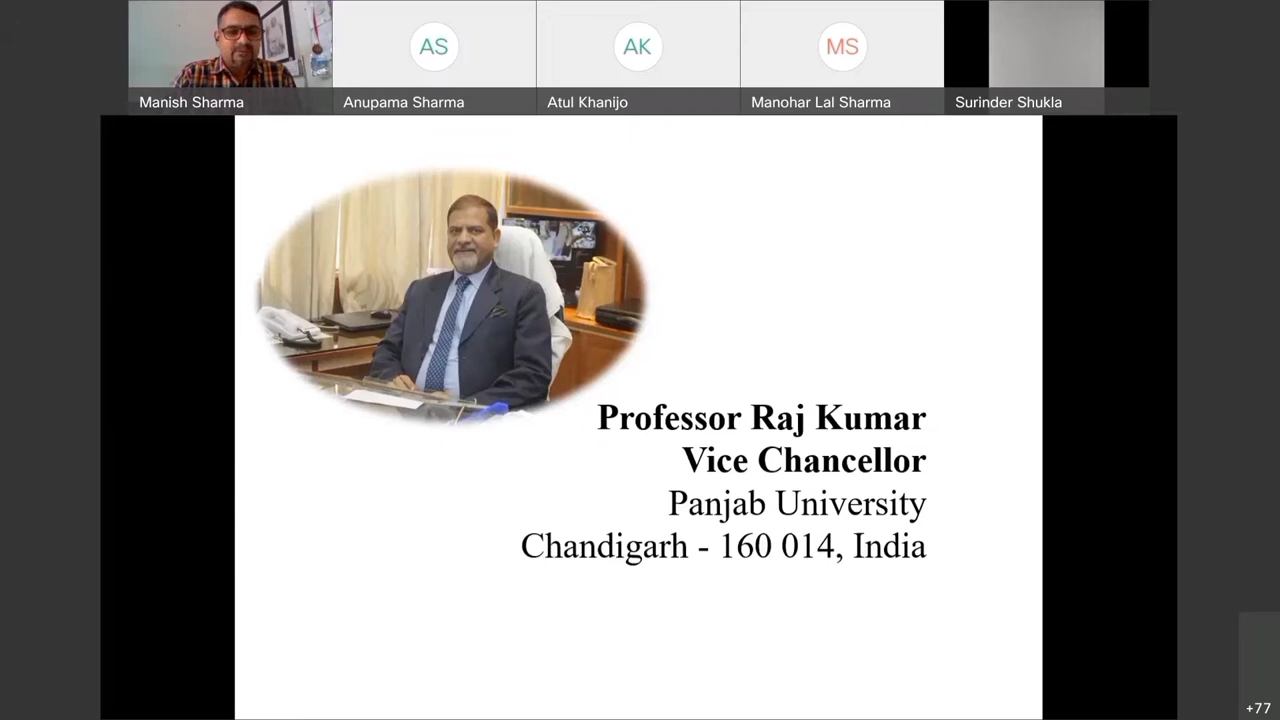 AS
AK
MS
Manish Sharma
Anupama Sharma
Atul Khanijo
Manohar Lal Sharma
Surinder Shukla
Professor Raj Kumar
Vice Chancellor
Panjab University
Chandigarh - 160 014, India
+77